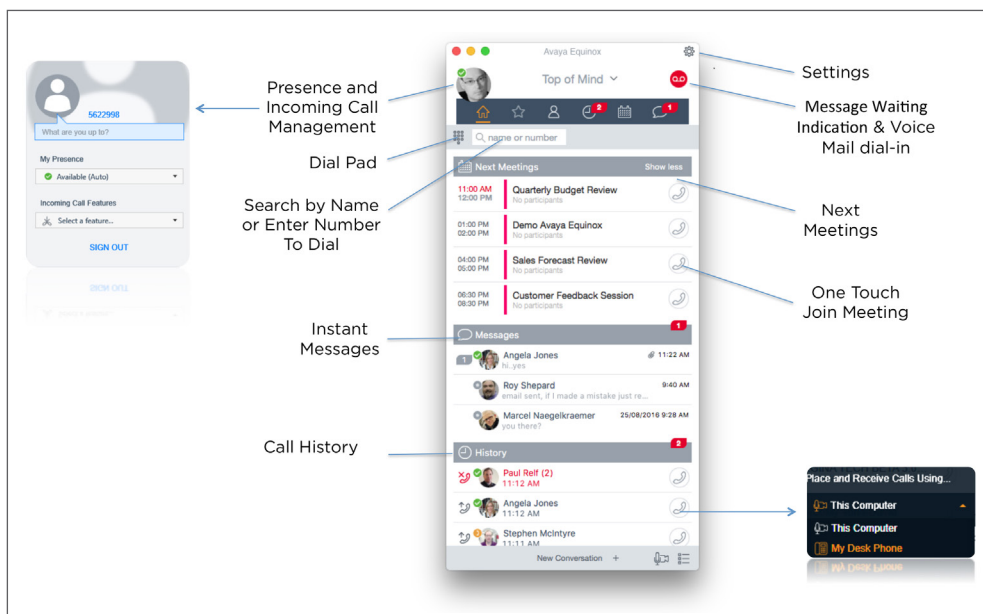 5622998
What are you up to?
My Presence
Available (Auto)
Incoming Call Features
Select a feature...
SIGN OUT
Presence and
Incoming Call
Management
Dial Pad
Search by Name
or Enter Number
To Dial
Instant
Messages
Call History
Avaya Equinox
Top of Mind
2
1
name or number
Next Meetings
Show less
11:00 AM
12:00 PM
Quarterly Budget Review
No participants
01:00 PM
02:00 PM
Demo Avaya Equinox
No participants
04:00 PM
05:00 PM
Sales Forecast Review
No participants
06:30 PM
08:30 PM
Customer Feedback Session
No participants
Messages
1
1
Angela Jones
11:22 AM
hi..yes
Roy Shepard
9:40 AM
email sent, if I made a mistake just re...
Marcel Naegelkraemer
25/08/2016 9:28 AM
you there?
History
2
Paul Relf (2)
11:12 AM
Angela Jones
11:12 AM
Stephen McIntyre
11:11 AM
New Conversation +
Settings
Message Waiting
Indication & Voice
Mail dial-in
Next
Meetings
One Touch
Join Meeting
Place and Receive Calls Using...
This Computer
This Computer
My Desk Phone